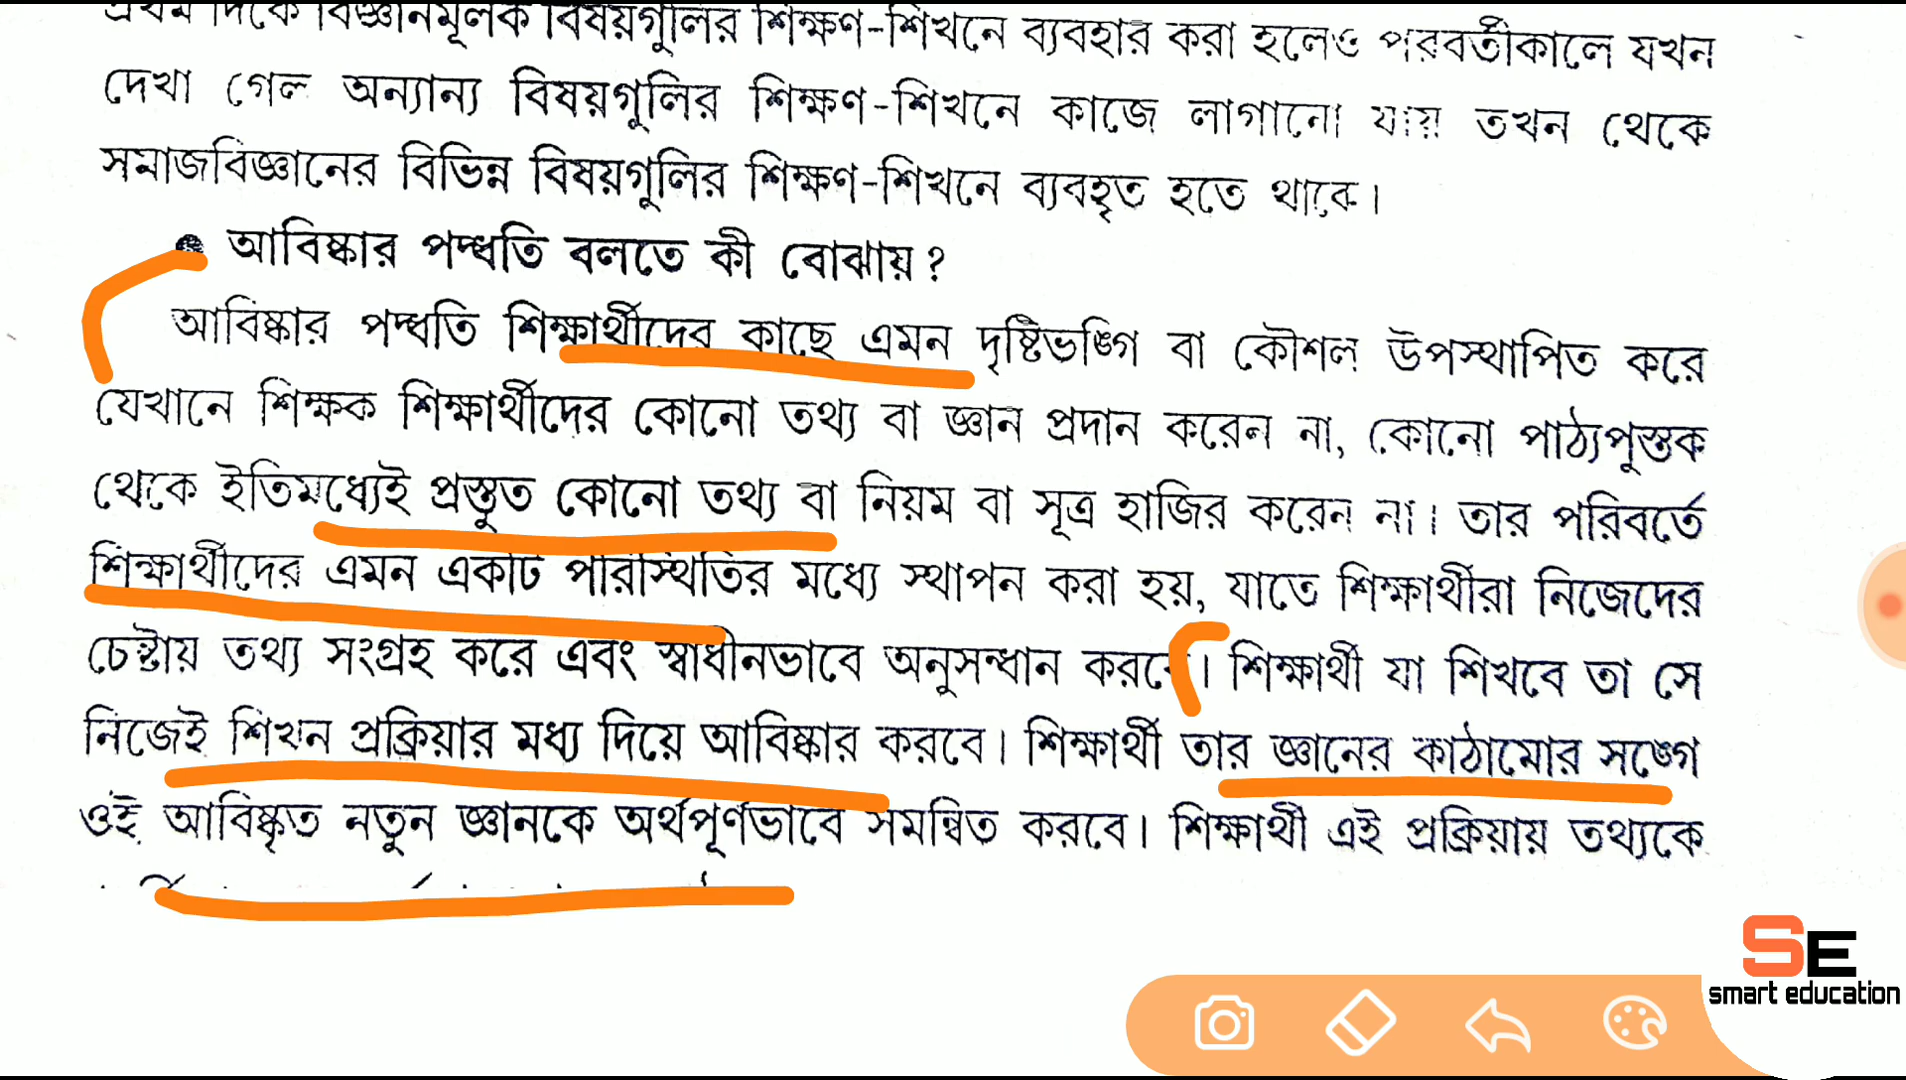 প্রথম দিকে বিজ্ঞানমূলক বিষয়গুলির শিক্ষণ-শিখনে ব্যবহার করা হলেও পরবর্তীকালে যখন
দেখা গেল অন্যান্য বিষয়গুলির শিক্ষণ-শিখনে কাজে লাগানো যায় তখন থেকে
সমাজবিজ্ঞানের বিভিন্ন বিষয়গুলির শিক্ষণ-শিখনে ব্যবহৃত হতে থাকে।
● আবিষ্কার পদ্ধতি বলতে কী বোঝায়?
আবিষ্কার পদ্ধতি শিক্ষার্থীদের কাছে এমন দৃষ্টিভঙ্গি বা কৌশল উপস্থাপিত করে
যেখানে শিক্ষক শিক্ষার্থীদের কোনো তথ্য বা জ্ঞান প্রদান করেন না, কোনো পাঠ্যপুস্তক
থেকে ইতিমধ্যেই প্রস্তুত কোনো তথ্য বা নিয়ম বা সূত্র হাজির করেন না। তার পরিবর্তে
শিক্ষার্থীদের এমন একটি পরিস্থিতির মধ্যে স্থাপন করা হয়, যাতে শিক্ষার্থীরা নিজেদের
চেষ্টায় তথ্য সংগ্রহ করে এবং স্বাধীনভাবে অনুসন্ধান করবে। শিক্ষার্থী যা শিখবে তা সে
নিজেই শিখন প্রক্রিয়ার মধ্য দিয়ে আবিষ্কার করবে। শিক্ষার্থী তার জ্ঞানের কাঠামোর সঙ্গে
ওই আবিষ্কৃত নতুন জ্ঞানকে অর্থপূর্ণভাবে সমন্বিত করবে। শিক্ষার্থী এই প্রক্রিয়ায় তথ্যকে
SE
smart education